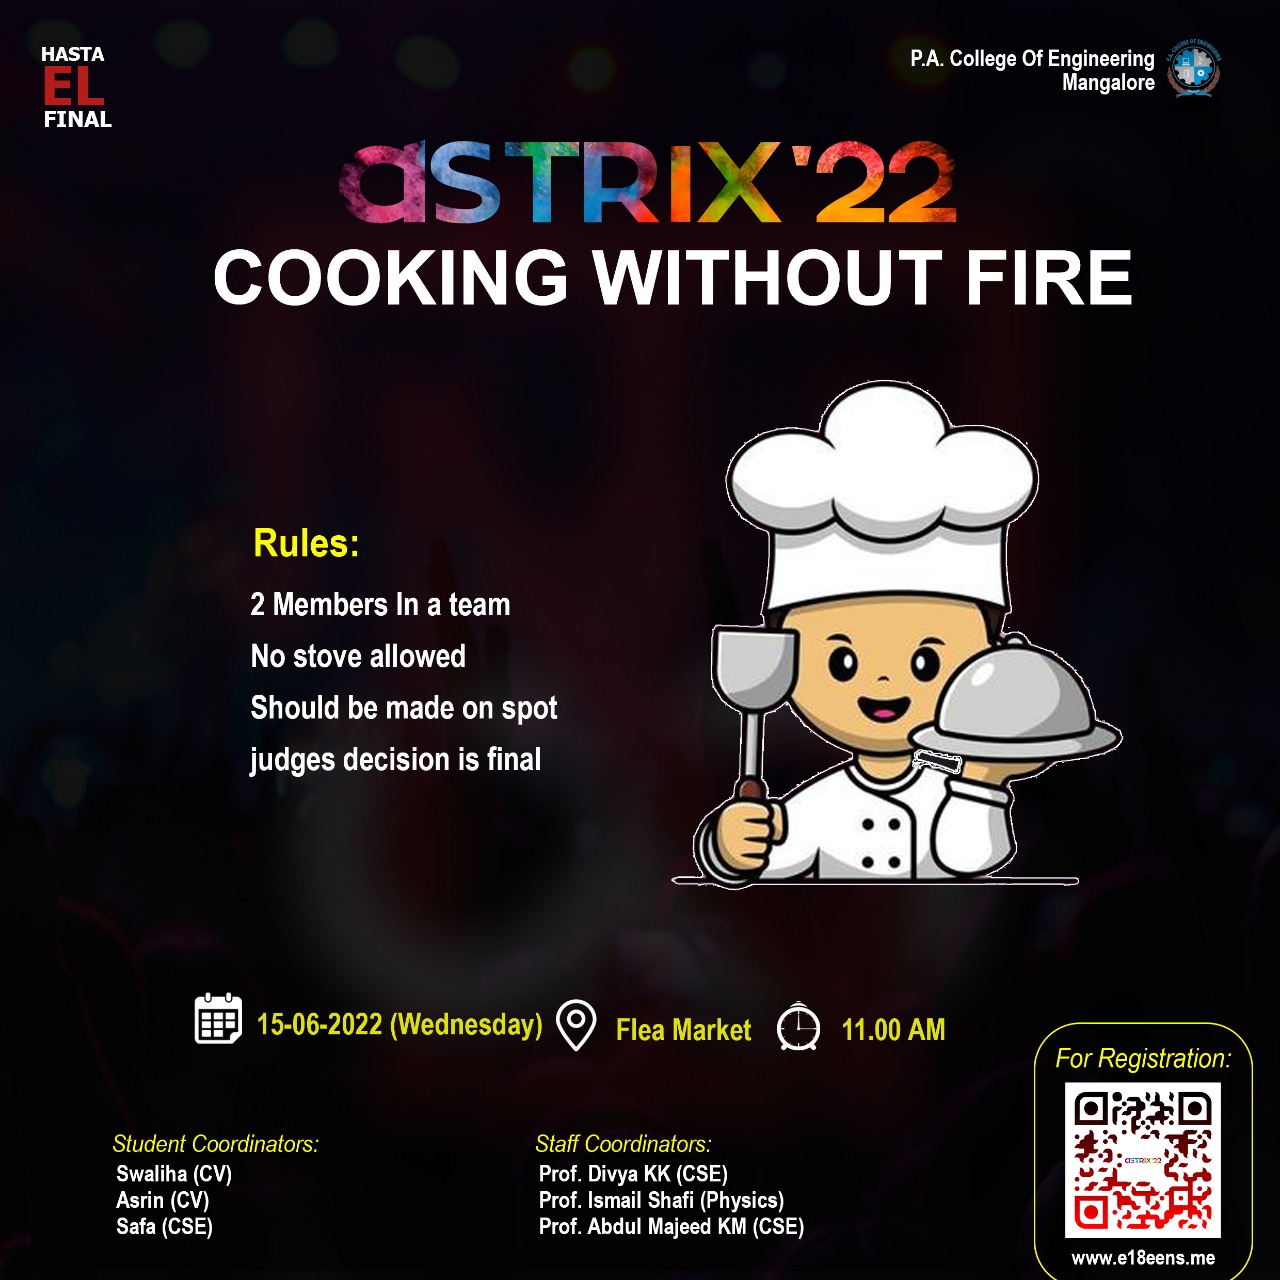 HASTA
EL
FINAL
P.A. College Of Engineering
Mangalore
aSTRIX'22
COOKING WITHOUT FIRE
Rules:
2 Members In a team
No stove allowed
Should be made on spot
judges decision is final
15-06-2022 (Wednesday)
Flea Market
11.00 AM
For Registration:
aSTRIX'22
www.e18eens.me
Student Coordinators:
Swaliha (CV)
Asrin (CV)
Safa (CSE)
Staff Coordinators:
Prof. Divya KK (CSE)
Prof. Ismail Shafi (Physics)
Prof. Abdul Majeed KM (CSE)